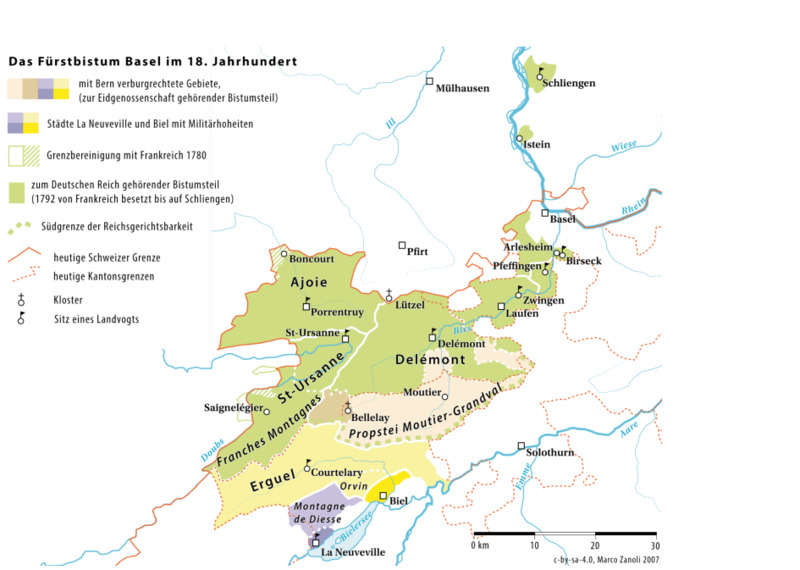 Das Fürstbistum Basel im 18. Jahrhundert
mit Bern verburgrechtete Gebiete,
(zur Eidgenossenschaft gehörender Bistumsteil)
Städte La Neuveville und Biel mit Militärhoheiten
Grenzbereinigung mit Frankreich 1780
zum Deutschen Reich gehörender Bistumsteil
(1792 von Frankreich besetzt bis auf Schliengen)
Südgrenze der Reichsgerichtsbarkeit
heutige Schweizer Grenze
heutige Kantonsgrenzen
Kloster
Sitz eines Landvogts
Schliengen
Mülhausen
Ill
Istein
Wiese
Rhein
Basel
Pfirt
Arlesheim
Birseck
Pfeffingen
Boncourt
Ajoie
Zwingen
Lützel
Laufen
Porrentruy
Birs
St-Ursanne
Delémont
Delémont
St-Ursanne
Moutier
Saignelégier
Bellelay
Propstei Moutier-Grandval
Franches Montagnes
Doubs
Aare
Solothurn
Emme
Erguel
Courtelary
Orvin
Biel
Montagne
de Diesse
Bielersee
La Neuveville
0 km 10 20 30
c-by-sa-4.0, Marco Zanoli 2007